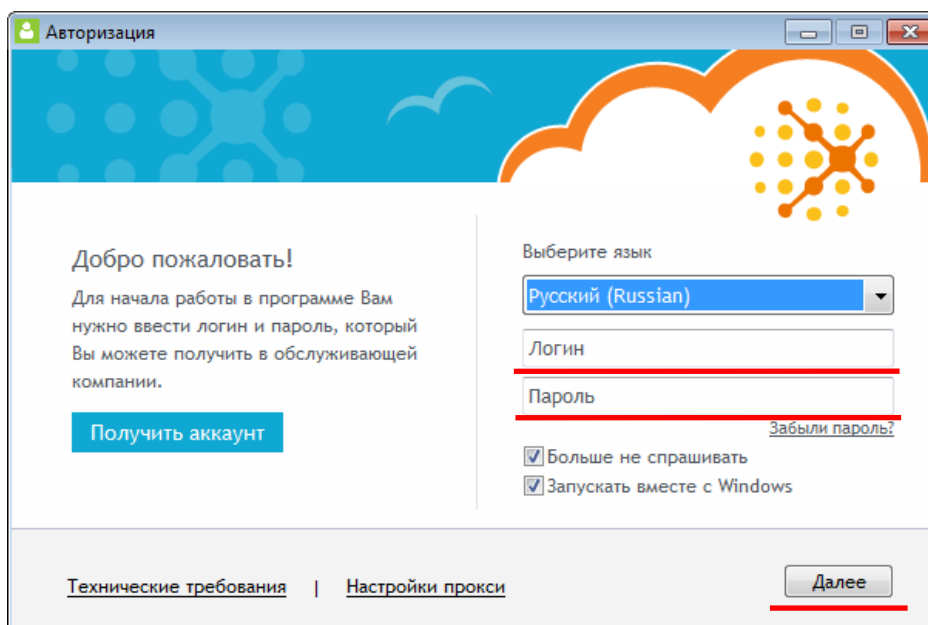 Авторизация
Добро пожаловать!
Для начала работы в программе Вам
нужно ввести логин и пароль, который
Вы можете получить в обслуживающей
компании.
Получить аккаунт
Выберите язык
Русский (Russian)
Логин
Пароль
Забыли пароль?
Больше не спрашивать
Запускать вместе с Windows
Технические требования | Настройки прокси
Далее